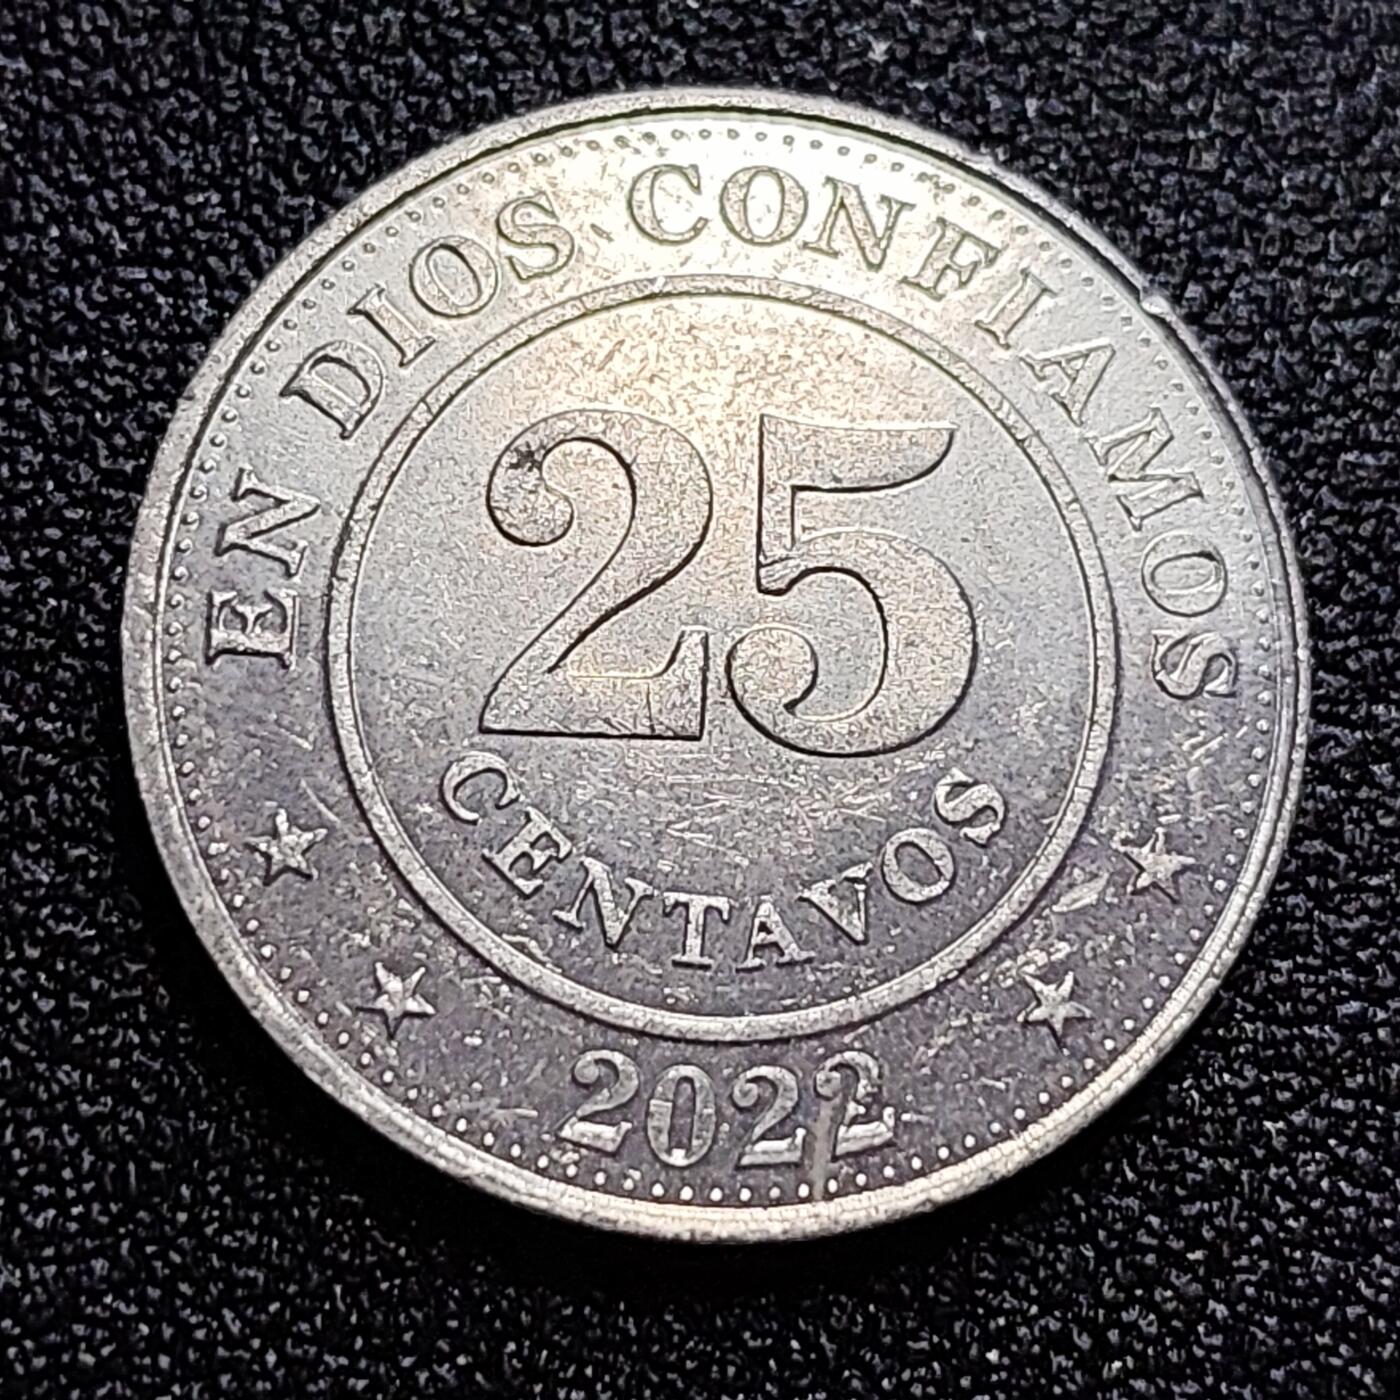 EN DIOS CONFIAMOS
25
CENTAVOS
2022